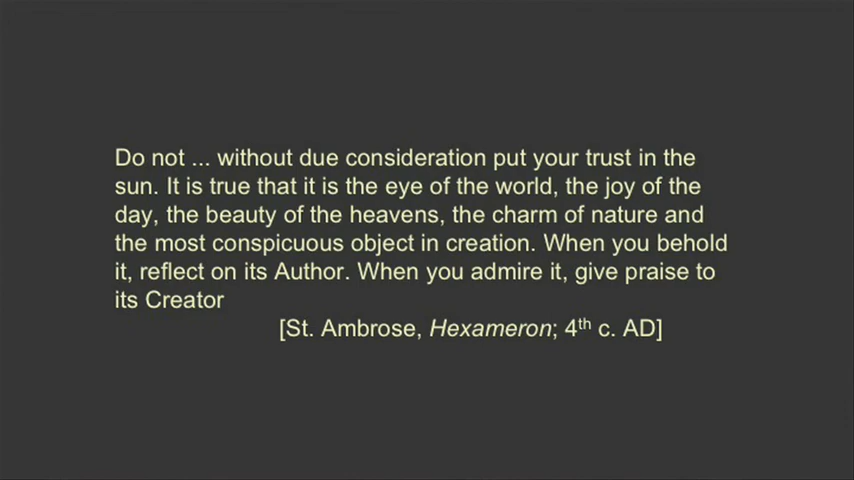 Do not ... without due consideration put your trust in the
sun. It is true that it is the eye of the world, the joy of the
day, the beauty of the heavens, the charm of nature and
the most conspicuous object in creation. When you behold
it, reflect on its Author. When you admire it, give praise to
its Creator
[St. Ambrose, Hexameron; 4th c. AD]